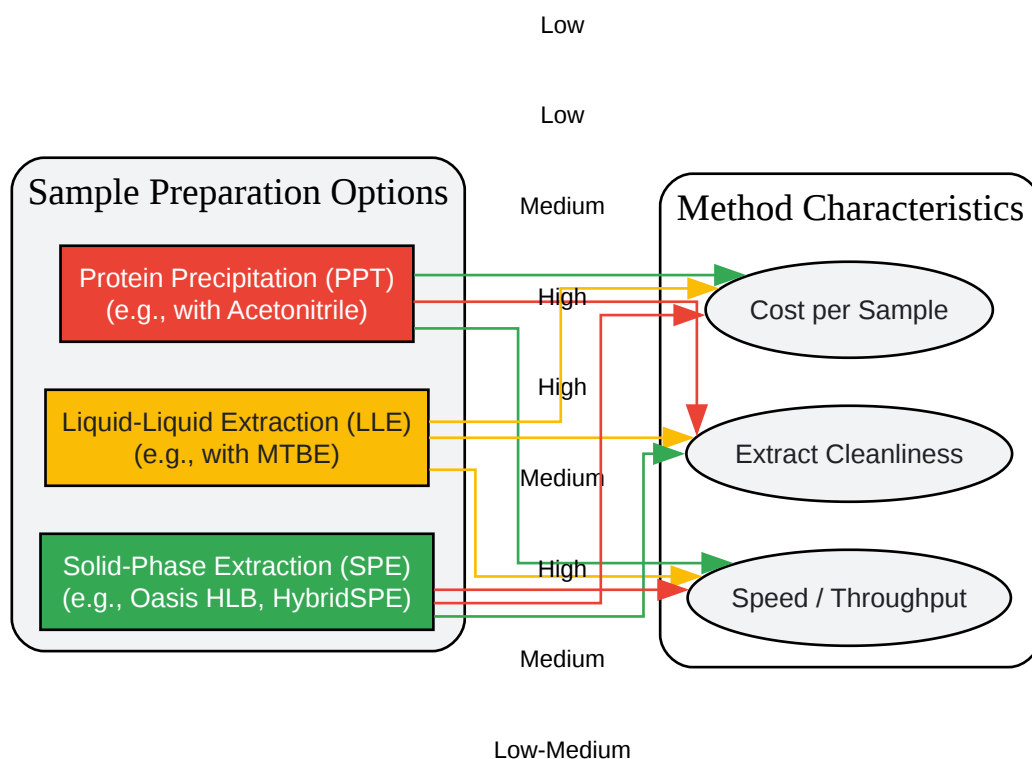 Low
Low
Sample Preparation Options
Medium
Method Characteristics
Protein Precipitation (PPT)
(e.g., with Acetonitrile)
High
Cost per Sample
High
Liquid-Liquid Extraction (LLE)
(e.g., with MTBE)
Extract Cleanliness
Medium
Solid-Phase Extraction (SPE)
(e.g., Oasis HLB, HybridSPE)
High
Speed / Throughput
Medium
Low-Medium